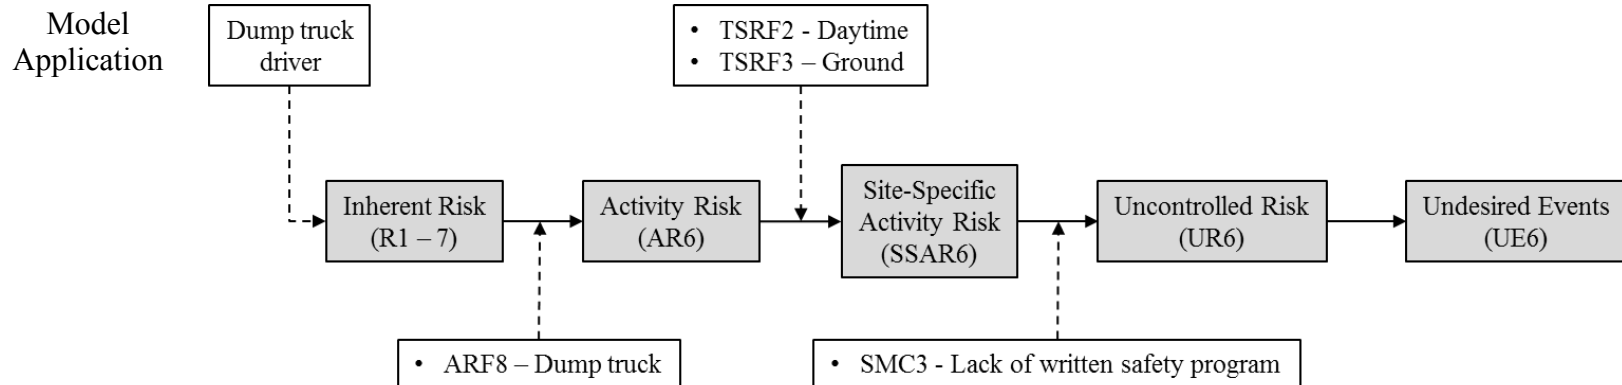 Model
Application
Dump truck
driver
• TSRF2 - Daytime
• TSRF3 – Ground
Inherent Risk
(R1 – 7)
Activity Risk
(AR6)
Site-Specific
Activity Risk
(SSAR6)
Uncontrolled Risk
(UR6)
Undesired Events
(UE6)
• ARF8 – Dump truck
• SMC3 - Lack of written safety program